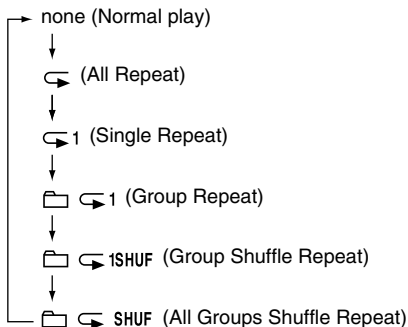 none (Normal play)
(All Repeat)
1 (Single Repeat)
1 (Group Repeat)
1SHUF (Group Shuffle Repeat)
SHUF (All Groups Shuffle Repeat)